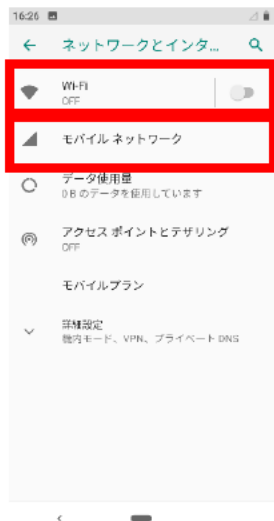 16:26
ネットワークとインタ...
Wi-Fi
OFF
モバイル ネットワーク
データ使用量
0 B のデータを使用しています
アクセス ポイントとテザリング
OFF
モバイルプラン
詳細設定
機内モード、VPN、プライベート DNS